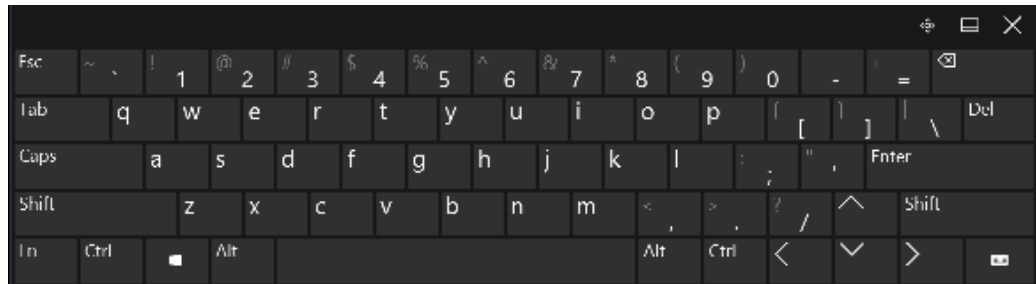 Esc ~ ` ! 1 @ 2 # 3 $ 4 % 5 ^ 6 & 7 * 8 ( 9 ) 0 - + =
Tab q w e r t y u i o p { [ } ] | \ Del
Caps a s d f g h j k l : ; " ' Enter
Shift z x c v b n m < , > . ? / Shift
Fn Ctrl Alt Alt Ctrl